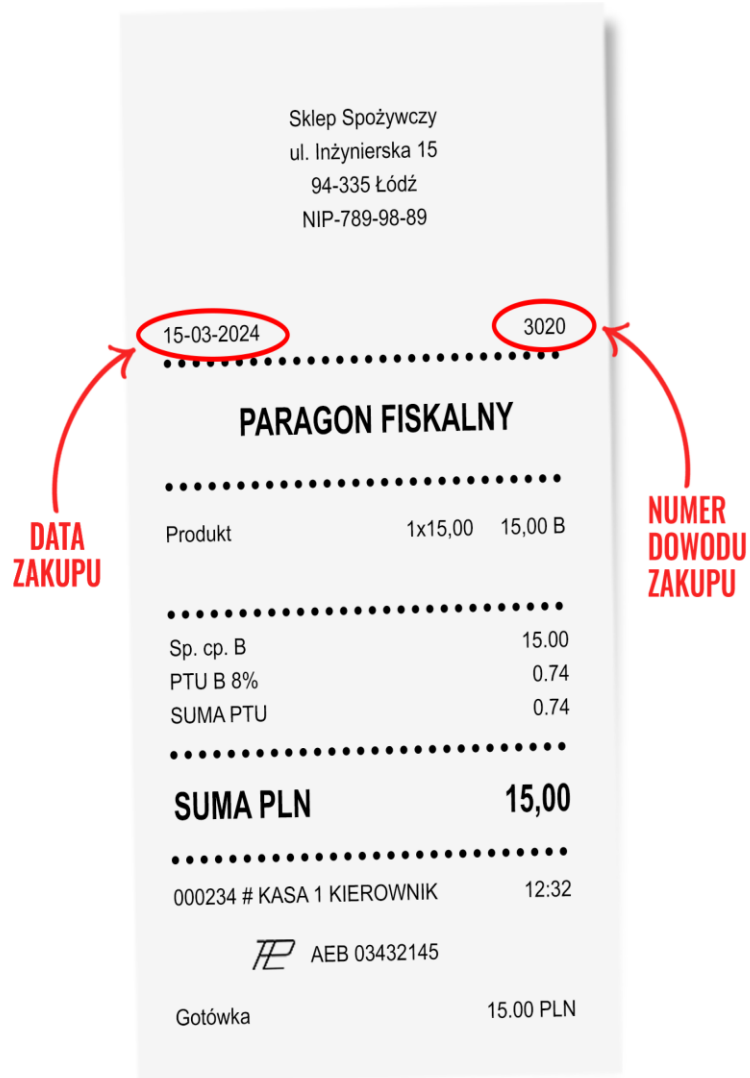 Sklep Spożywczy
ul. Inżynierska 15
94-335 Łódź
NIP-789-98-89
15-03-2024 3020
PARAGON FISKALNY
DATA
ZAKUPU
NUMER
DOWODU
ZAKUPU
Produkt 1x15,00 15,00 B
Sp. cp. B 15.00
PTU B 8% 0.74
SUMA PTU 0.74
SUMA PLN 15,00
000234 # KASA 1 KIEROWNIK 12:32
AEB 03432145
Gotówka 15.00 PLN